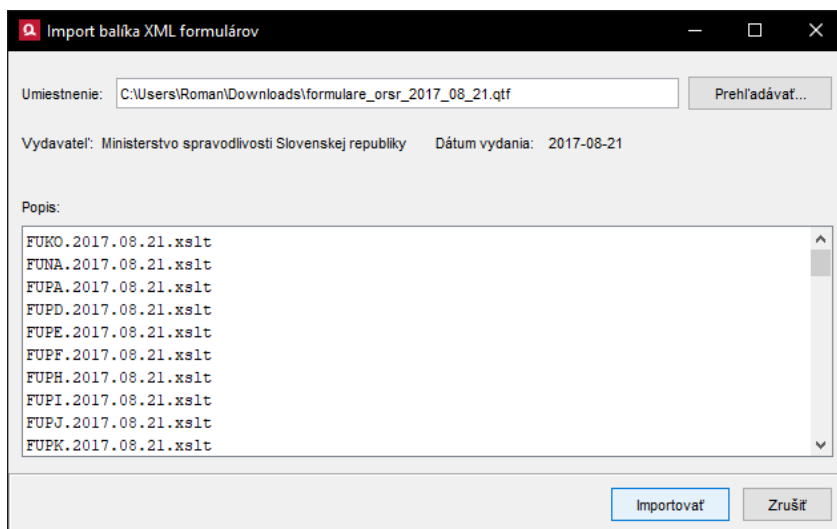 Import balíka XML formulárov
Umiestnenie: C:\Users\Roman\Downloads\formulare_orsr_2017_08_21.qtf Prehľadávať...
Vydavateľ: Ministerstvo spravodlivosti Slovenskej republiky Dátum vydania: 2017-08-21
Popis:
FUKO.2017.08.21.xslt
FUNA.2017.08.21.xslt
FUPA.2017.08.21.xslt
FUPD.2017.08.21.xslt
FUPE.2017.08.21.xslt
FUPF.2017.08.21.xslt
FUPH.2017.08.21.xslt
FUPI.2017.08.21.xslt
FUPJ.2017.08.21.xslt
FUPK.2017.08.21.xslt
Importovať Zrušiť